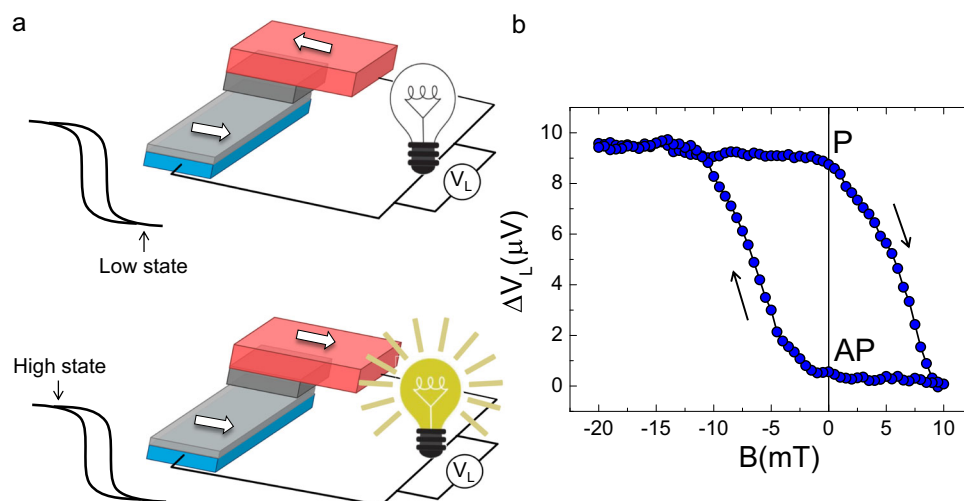 a
V_L
Low state
High state
V_L
b
ΔV_L(μV)
10
8
6
4
2
0
P
AP
-20 -15 -10 -5 0 5 10
B(mT)